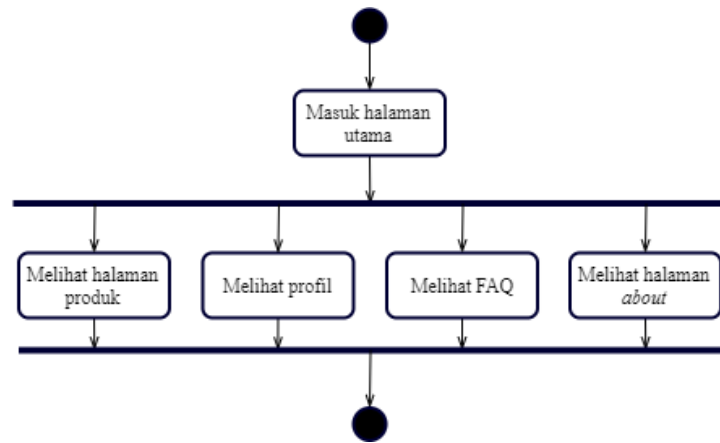 Masuk halaman
utama
Melihat halaman
produk
Melihat profil
Melihat FAQ
Melihat halaman
about